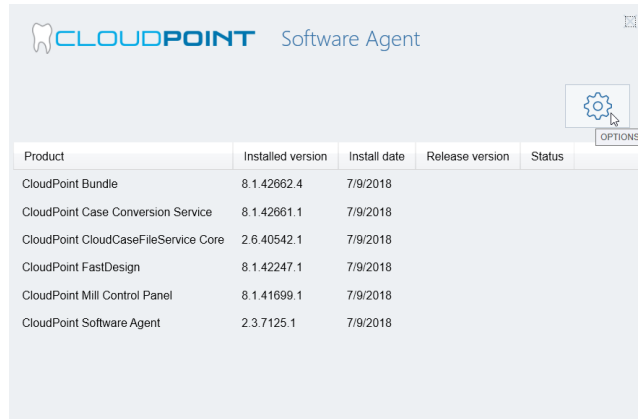 CLOUDPOINT Software Agent
OPTIONS
Product Installed version Install date Release version Status
CloudPoint Bundle 8.1.42662.4 7/9/2018
CloudPoint Case Conversion Service 8.1.42661.1 7/9/2018
CloudPoint CloudCaseFileService Core 2.6.40542.1 7/9/2018
CloudPoint FastDesign 8.1.42247.1 7/9/2018
CloudPoint Mill Control Panel 8.1.41699.1 7/9/2018
CloudPoint Software Agent 2.3.7125.1 7/9/2018